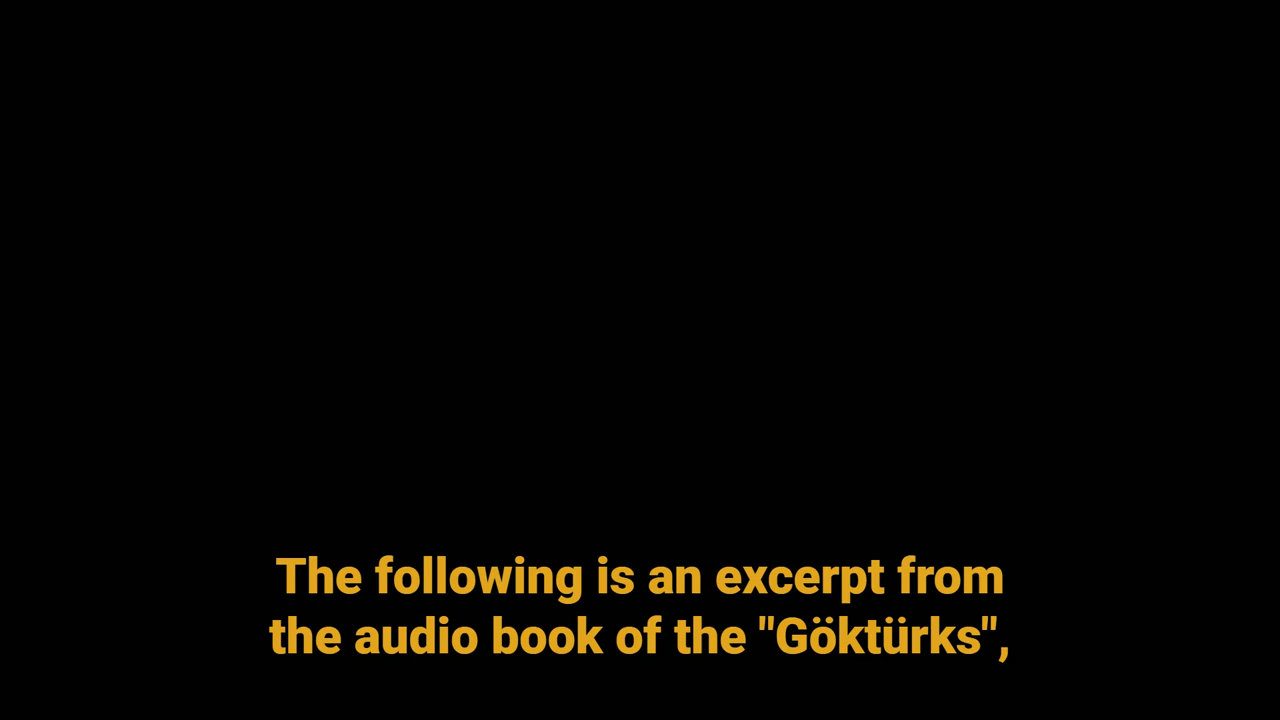 The following is an excerpt from
the audio book of the "Göktürks",